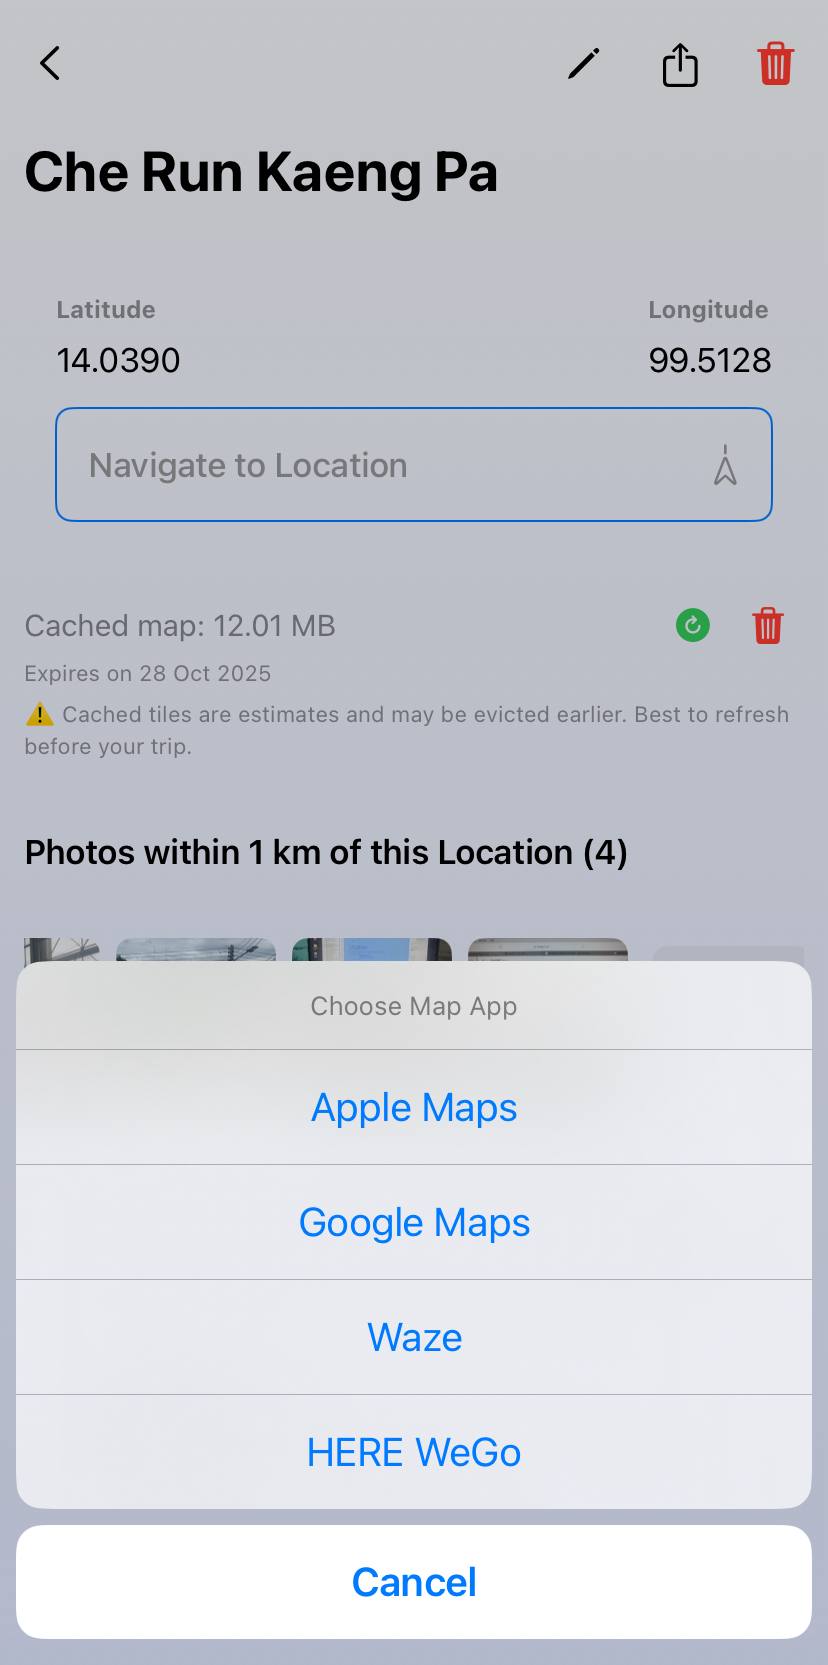 Che Run Kaeng Pa
Latitude
Longitude
14.0390
99.5128
Navigate to Location
Cached map: 12.01 MB
Expires on 28 Oct 2025
⚠️ Cached tiles are estimates and may be evicted earlier. Best to refresh
before your trip.
Photos within 1 km of this Location (4)
Choose Map App
Apple Maps
Google Maps
Waze
HERE WeGo
Cancel